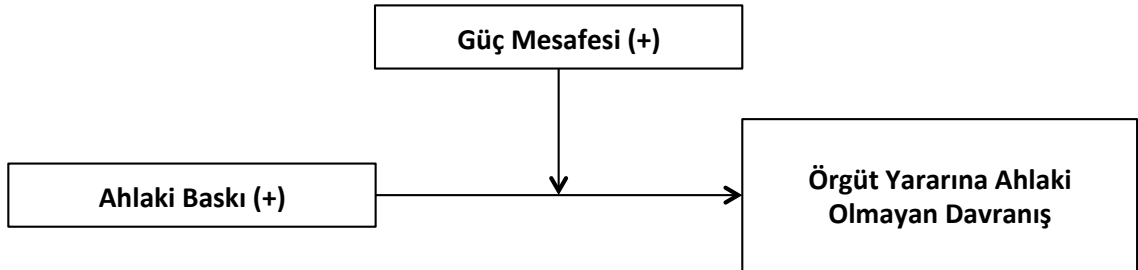 Güç Mesafesi (+)
Ahlaki Baskı (+)
Örgüt Yararına Ahlaki
Olmayan Davranış